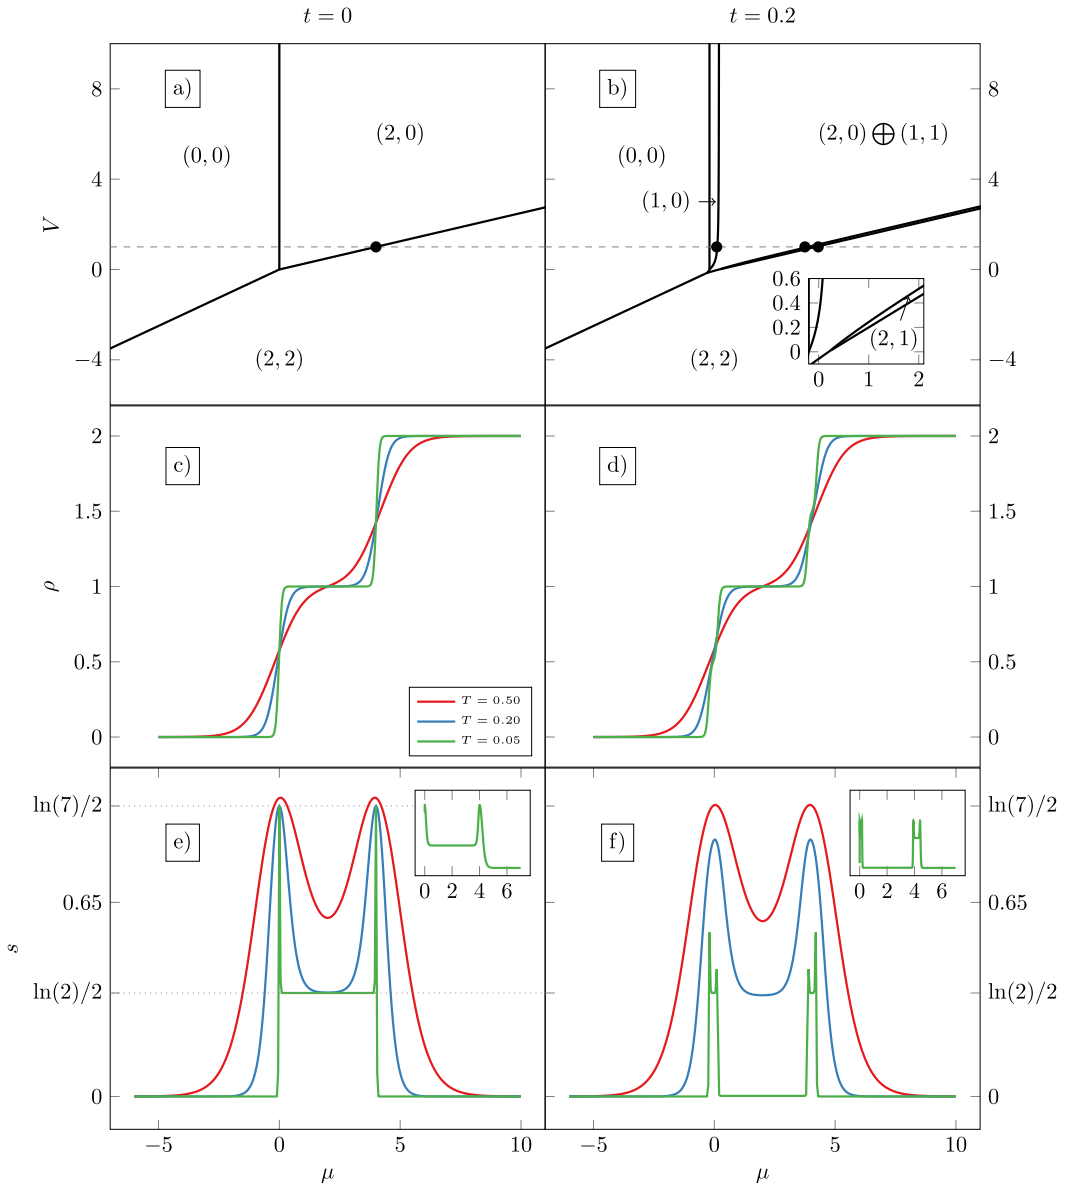 t = 0
t = 0.2
a)
b)
8
8
(2, 0)
(2, 0) ⊕ (1, 1)
(0, 0)
(0, 0)
4
4
(1, 0) →
V
0
0
0.6
0.4
0.2
0
(2, 1)
0 1 2
−4
(2, 2)
(2, 2)
−4
2
2
c)
d)
1.5
1.5
ρ
1
1
0.5
0.5
T = 0.50
T = 0.20
T = 0.05
0
0
ln(7)/2
ln(7)/2
e)
f)
0 2 4 6
0 2 4 6
0.65
0.65
s
ln(2)/2
ln(2)/2
0
0
−5 0 5 10
−5 0 5 10
μ
μ